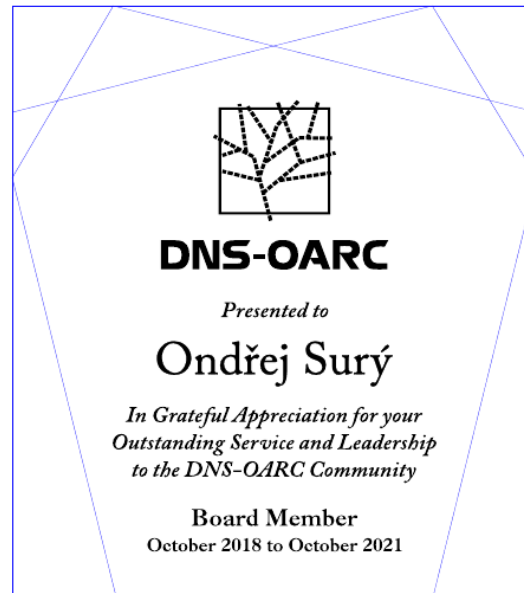 DNS-OARC
Presented to
Ondřej Surý
In Grateful Appreciation for your
Outstanding Service and Leadership
to the DNS-OARC Community
Board Member
October 2018 to October 2021